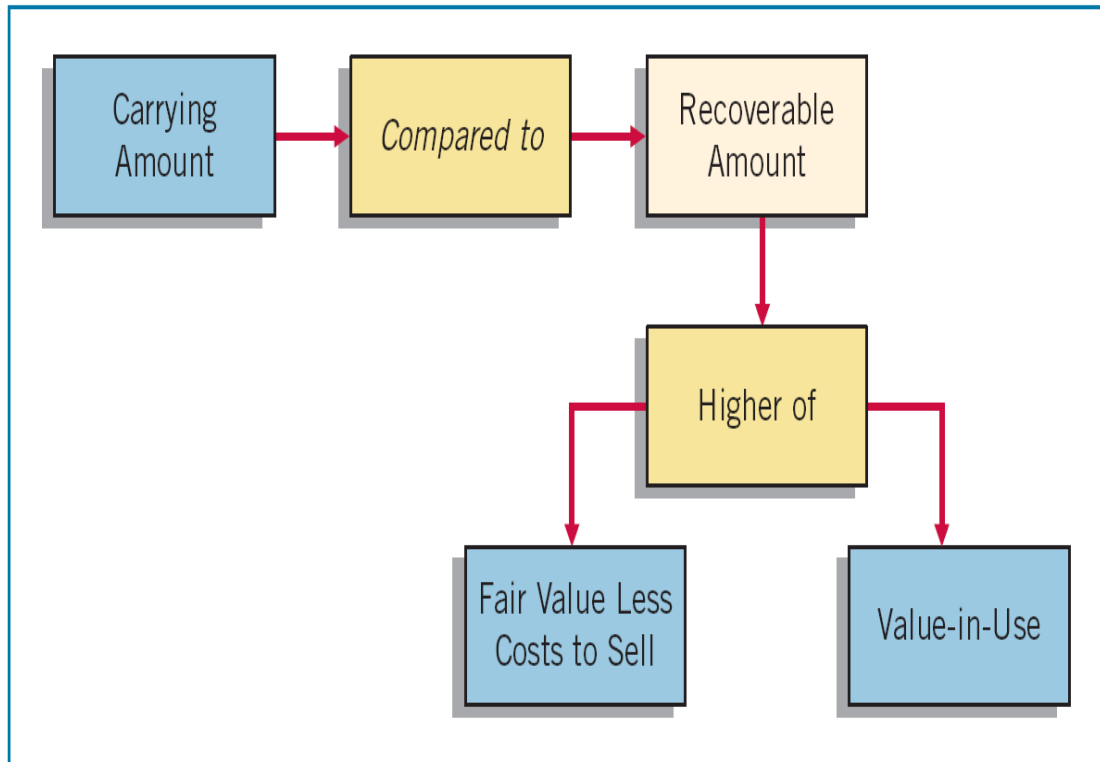 Carrying
Amount
Compared to
Recoverable
Amount
Higher of
Fair Value Less
Costs to Sell
Value-in-Use